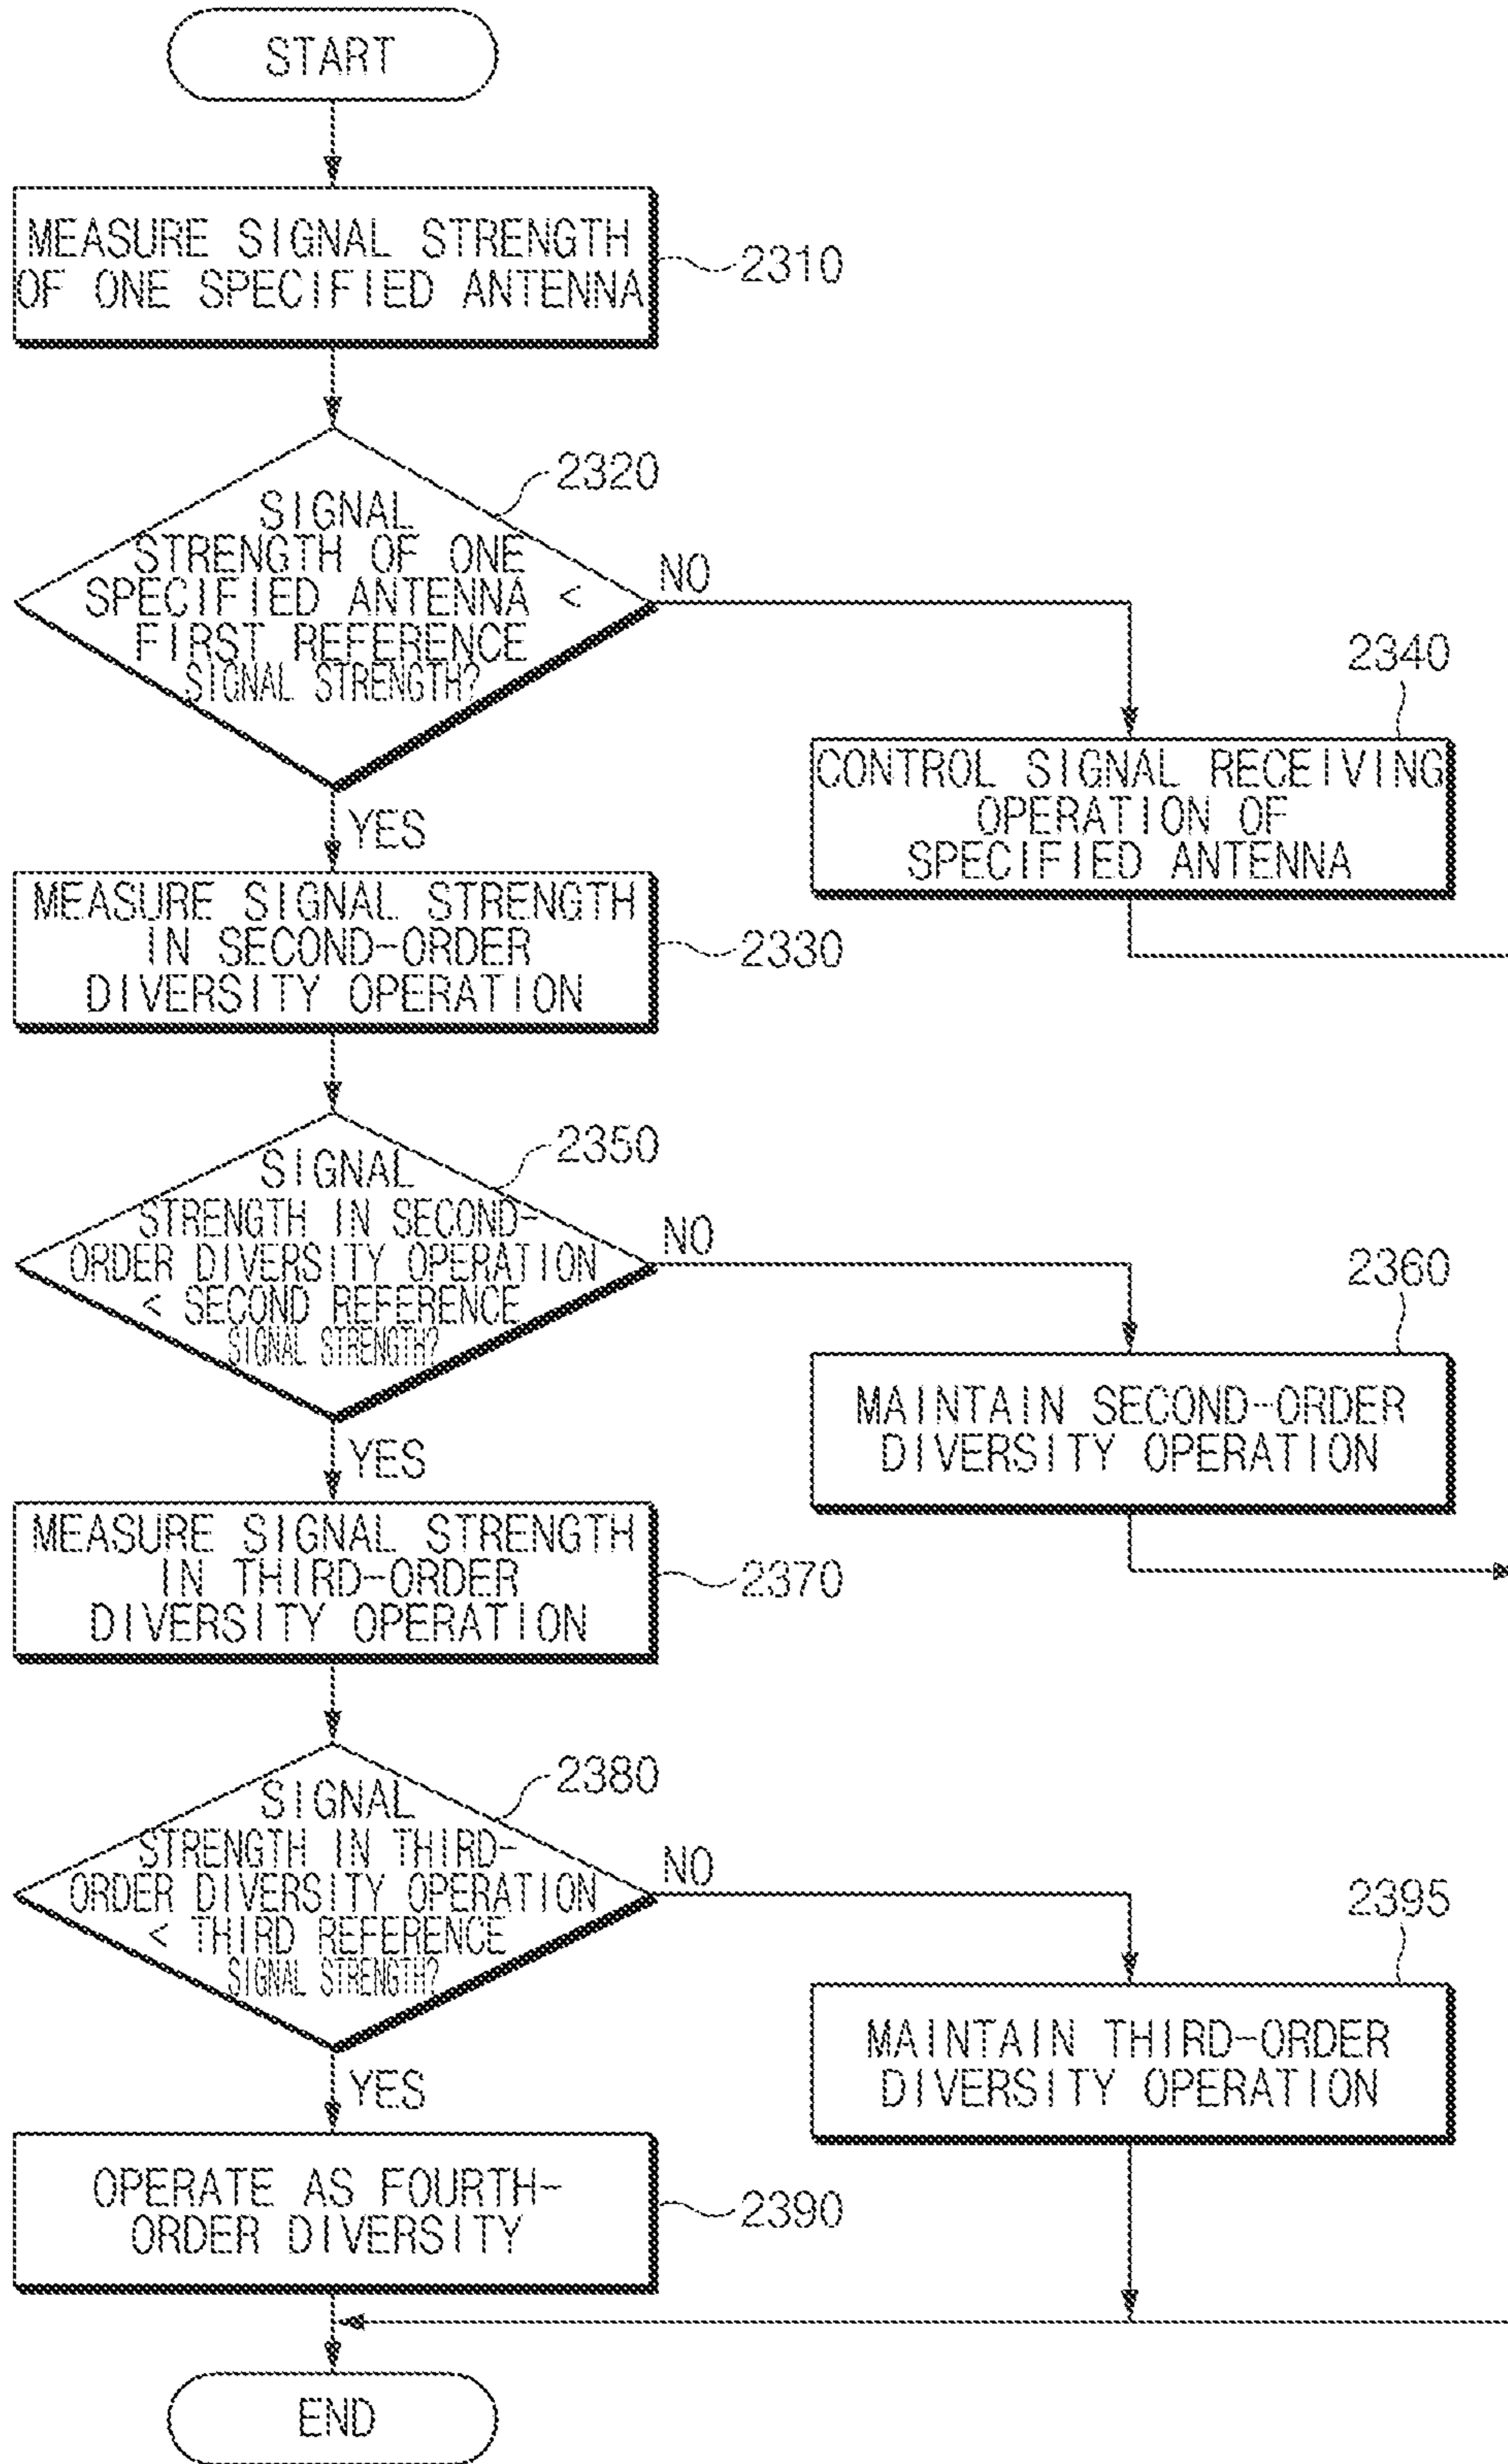 START
MEASURE SIGNAL STRENGTH
OF ONE SPECIFIED ANTENNA
2310
2320
SIGNAL
STRENGTH OF ONE
SPECIFIED ANTENNA <
FIRST REFERENCE
SIGNAL STRENGTH?
NO
YES
2340
CONTROL SIGNAL RECEIVING
OPERATION OF
SPECIFIED ANTENNA
MEASURE SIGNAL STRENGTH
IN SECOND-ORDER
DIVERSITY OPERATION
2330
2350
SIGNAL
STRENGTH IN SECOND-
ORDER DIVERSITY OPERATION
< SECOND REFERENCE
SIGNAL STRENGTH?
NO
YES
2360
MAINTAIN SECOND-ORDER
DIVERSITY OPERATION
MEASURE SIGNAL STRENGTH
IN THIRD-ORDER
DIVERSITY OPERATION
2370
2380
SIGNAL
STRENGTH IN THIRD-
ORDER DIVERSITY OPERATION
< THIRD REFERENCE
SIGNAL STRENGTH?
NO
YES
2395
MAINTAIN THIRD-ORDER
DIVERSITY OPERATION
OPERATE AS FOURTH-
ORDER DIVERSITY
2390
END